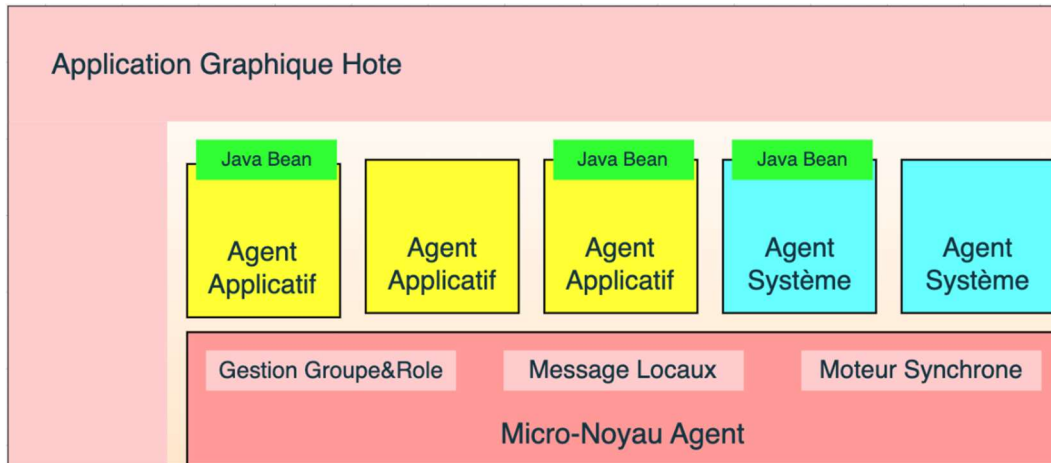 Application Graphique Hote
Java Bean
Java Bean
Java Bean
Agent
Applicatif
Agent
Applicatif
Agent
Applicatif
Agent
Système
Agent
Système
Gestion Groupe&Role
Message Locaux
Moteur Synchrone
Micro-Noyau Agent